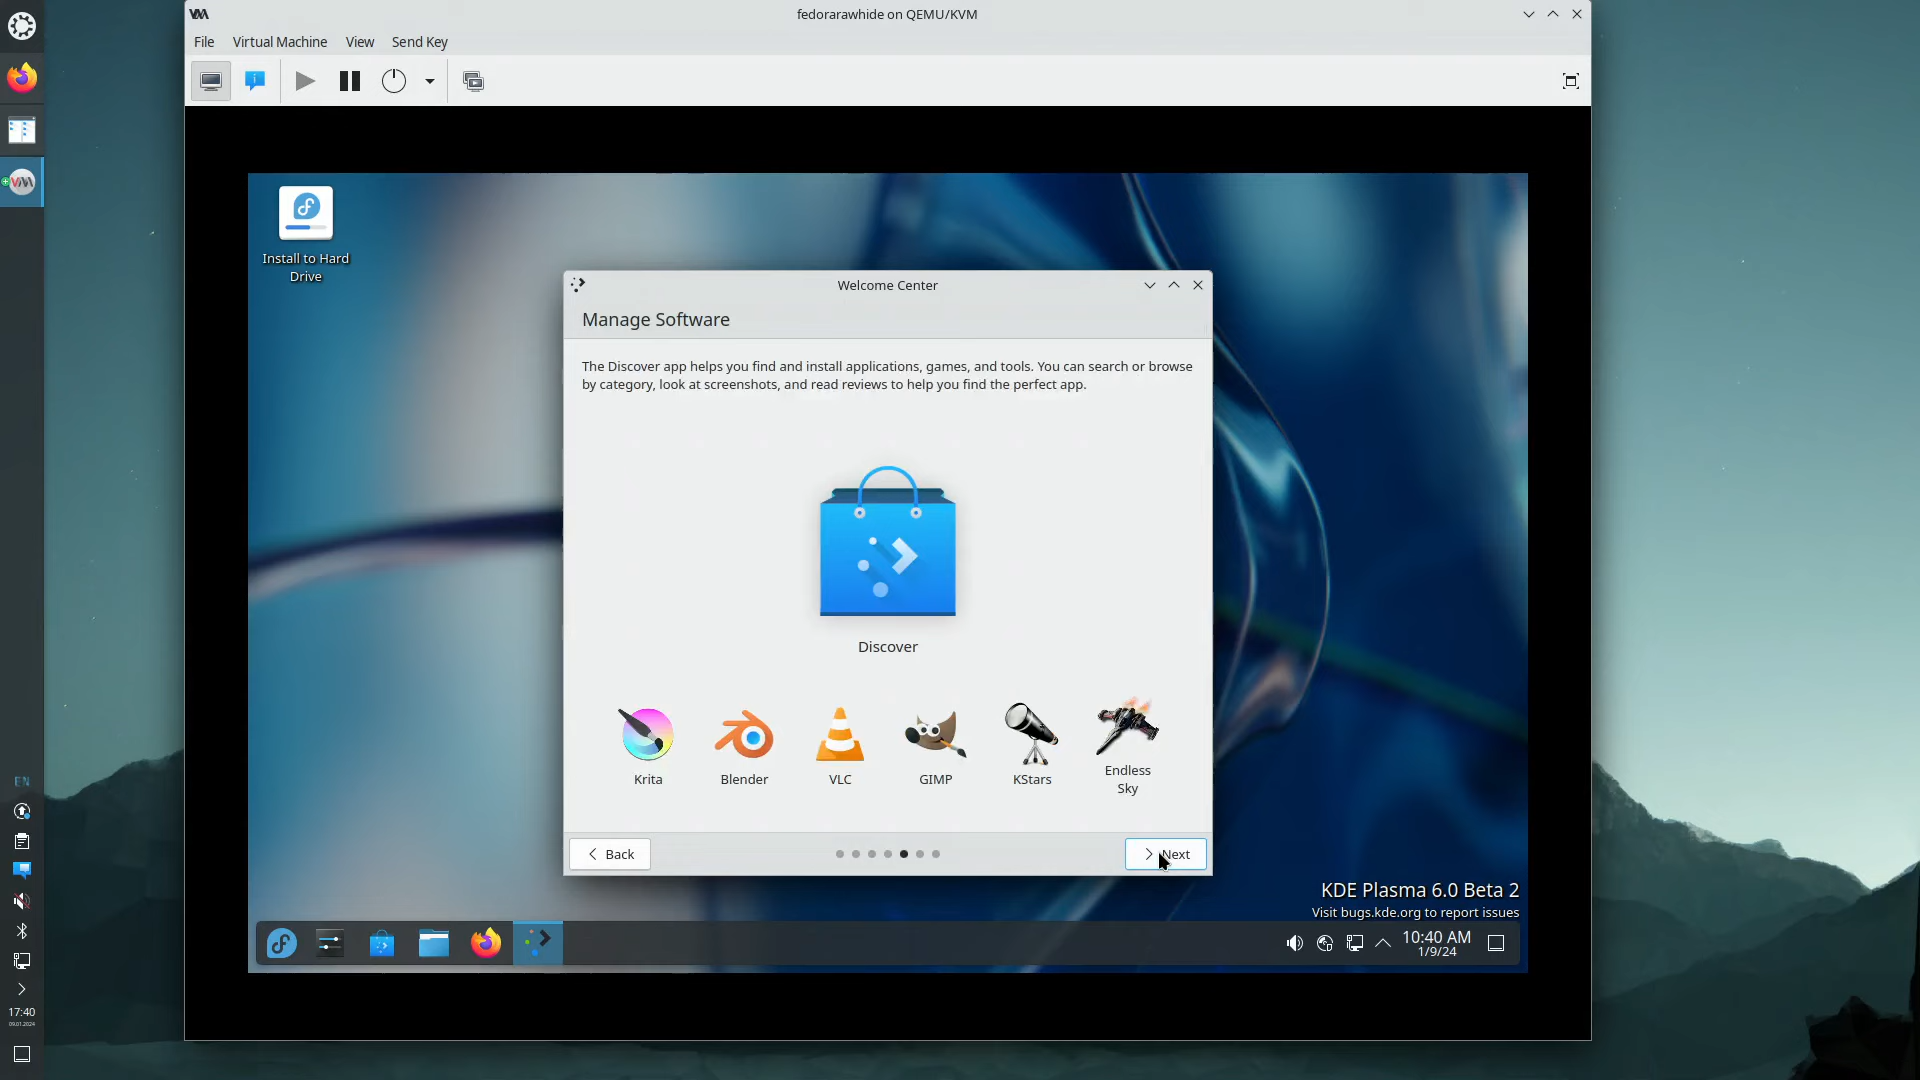 fedorarawhide on QEMU/KVM
File Virtual Machine View Send Key
Install to Hard
Drive
Welcome Center
Manage Software
The Discover app helps you find and install applications, games, and tools. You can search or browse
by category, look at screenshots, and read reviews to help you find the perfect app.
Discover
Krita
Blender
VLC
GIMP
KStars
Endless
Sky
Back
Next
KDE Plasma 6.0 Beta 2
Visit bugs.kde.org to report issues
10:40 AM
1/9/24
EN
17:40
09.01.2024